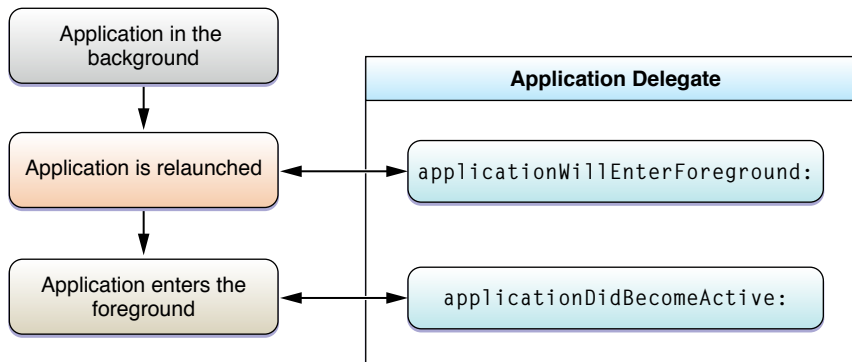 Application in the
background
Application Delegate
Application is relaunched
applicationWillEnterForeground:
Application enters the
foreground
applicationDidBecomeActive: